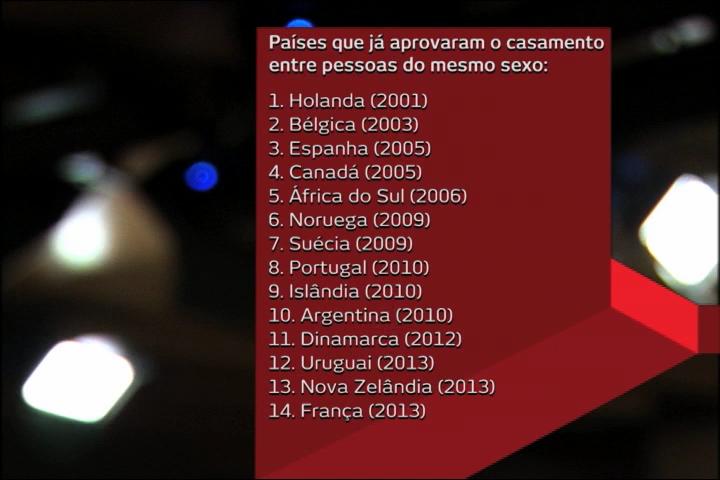 Países que já aprovaram o casamento
entre pessoas do mesmo sexo:
1. Holanda (2001)
2. Bélgica (2003)
3. Espanha (2005)
4. Canadá (2005)
5. África do Sul (2006)
6. Noruega (2009)
7. Suécia (2009)
8. Portugal (2010)
9. Islândia (2010)
10. Argentina (2010)
11. Dinamarca (2012)
12. Uruguai (2013)
13. Nova Zelândia (2013)
14. França (2013)